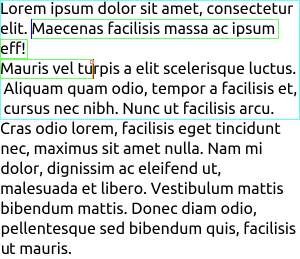 Lorem ipsum dolor sit amet, consectetur
elit. Maecenas facilisis massa ac ipsum
eff!
Mauris vel turpis a elit scelerisque luctus.
Aliquam quam odio, tempor a facilisis et,
cursus nec nibh. Nunc ut facilisis arcu.
Cras odio lorem, facilisis eget tincidunt
nec, maximus sit amet nulla. Nam mi
dolor, dignissim ac eleifend ut,
malesuada et libero. Vestibulum mattis
bibendum mattis. Donec diam odio,
pellentesque sed bibendum quis, facilisis
ut mauris.